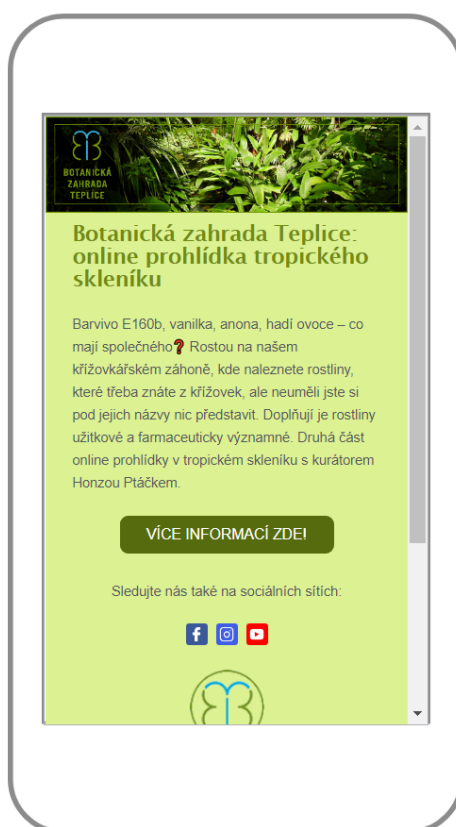 BOTANICKÁ
ZAHRADA
TEPLICE
Botanická zahrada Teplice:
online prohlídka tropického
skleníku
Barvivo E160b, vanilka, anona, hadí ovoce – co
mají společného❓ Rostou na našem
křížovkářském záhoně, kde naleznete rostliny,
které třeba znáte z křížovek, ale neuměli jste si
pod jejich názvy nic představit. Doplňují je rostliny
užitkové a farmaceuticky významné. Druhá část
online prohlídky v tropickém skleníku s kurátorem
Honzou Ptáčkem.
VÍCE INFORMACÍ ZDE!
Sledujte nás také na sociálních sítích: